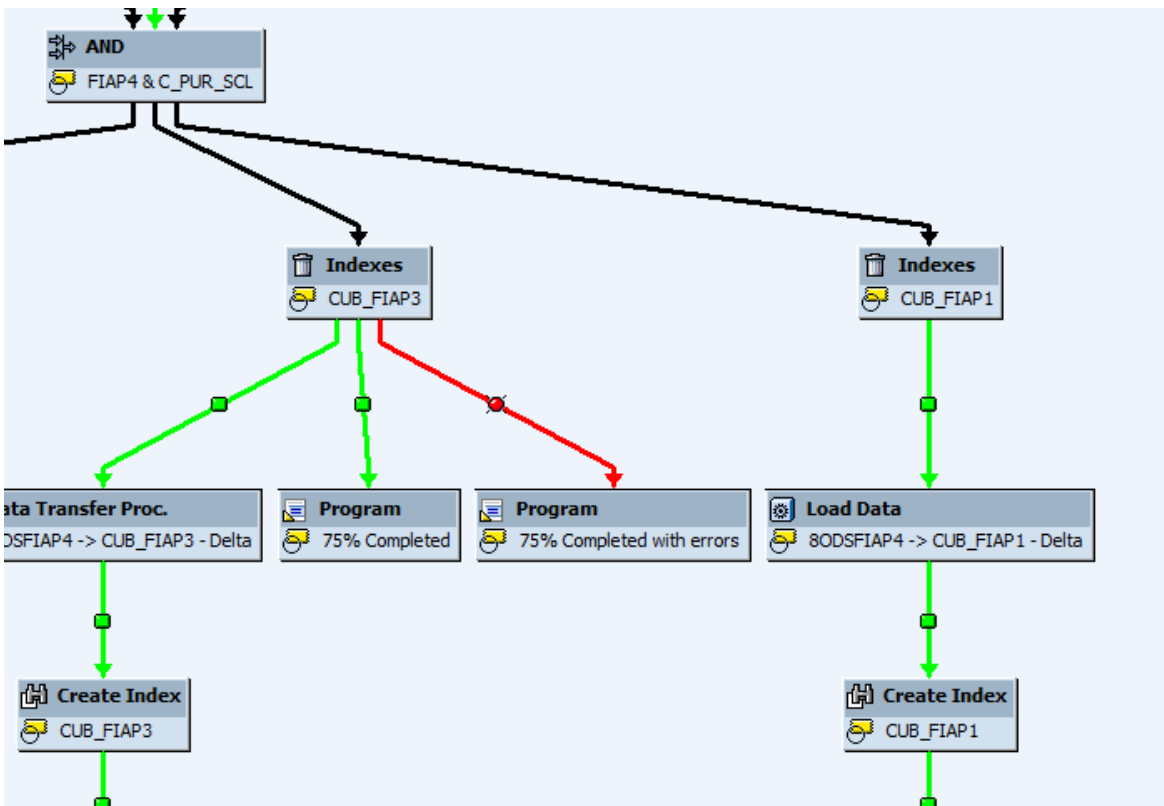 AND
FIAP4 & C_PUR_SCL
Indexes
CUB_FIAP3
Indexes
CUB_FIAP1
ata Transfer Proc.
DSFIAP4 -> CUB_FIAP3 - Delta
Program
75% Completed
Program
75% Completed with errors
Load Data
8ODSFIAP4 -> CUB_FIAP1 - Delta
Create Index
CUB_FIAP3
Create Index
CUB_FIAP1